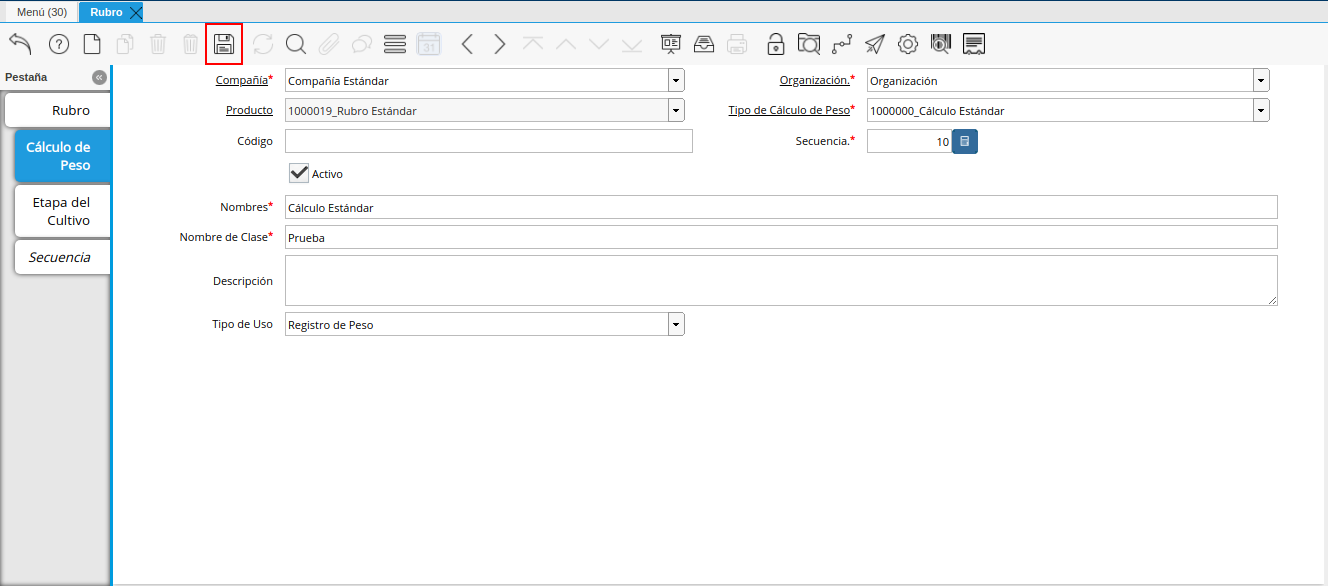 Menú (30) Rubro
31
Pestaña
Rubro
Cálculo de
Peso
Etapa del
Cultivo
Secuencia
Compañía* Compañía Estándar Organización.* Organización
Producto 1000019_Rubro Estándar Tipo de Cálculo de Peso* 1000000_Cálculo Estándar
Código Secuencia.* 10
Activo
Nombres* Cálculo Estándar
Nombre de Clase* Prueba
Descripción
Tipo de Uso Registro de Peso